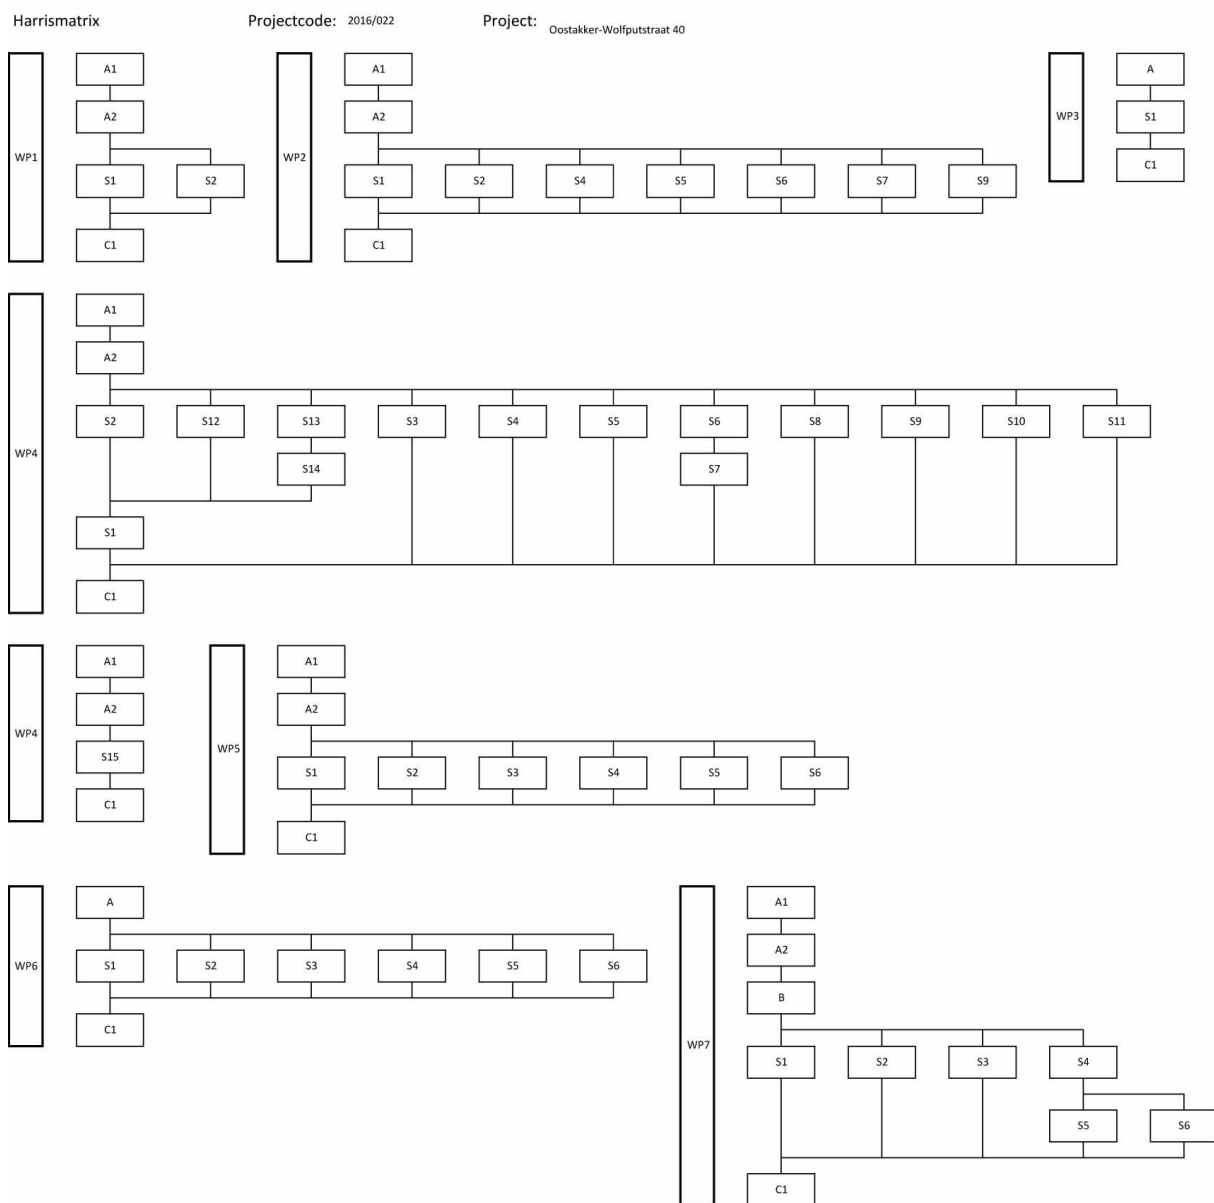 Harrismatrix Projectcode: 2016/022 Project: Oostakker-Wolfputstraat 40
WP1
A1
A2
S1 S2
C1
WP2
A1
A2
S1 S2 S4 S5 S6 S7 S9
C1
WP3
A
S1
C1
WP4
A1
A2
S2 S12 S13 S3 S4 S5 S6 S8 S9 S10 S11
S14 S7
S1
C1
WP4
A1
A2
S15
C1
WP5
A1
A2
S1 S2 S3 S4 S5 S6
C1
WP6
A
S1 S2 S3 S4 S5 S6
C1
WP7
A1
A2
B
S1 S2 S3 S4
S5 S6
C1